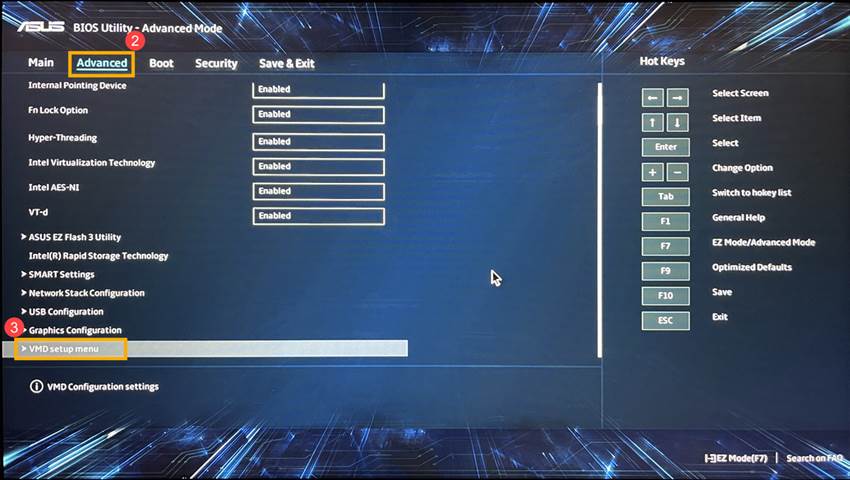 ASUS BIOS Utility - Advanced Mode
2
Main Advanced Boot Security Save & Exit
Internal Pointing Device Enabled
Fn Lock Option Enabled
Hyper-Threading Enabled
Intel Virtualization Technology Enabled
Intel AES-NI Enabled
VT-d Enabled
> ASUS EZ Flash 3 Utility
Intel(R) Rapid Storage Technology
> SMART Settings
> Network Stack Configuration
> USB Configuration
3
> Graphics Configuration
> VMD setup menu
VMD Configuration settings
Hot Keys
← → Select Screen
↑ ↓ Select Item
Enter Select
+ − Change Option
Tab Switch to hokey list
F1 General Help
F7 EZ Mode/Advanced Mode
F9 Optimized Defaults
F10 Save
ESC Exit
EZ Mode(F7) | Search on FAQ